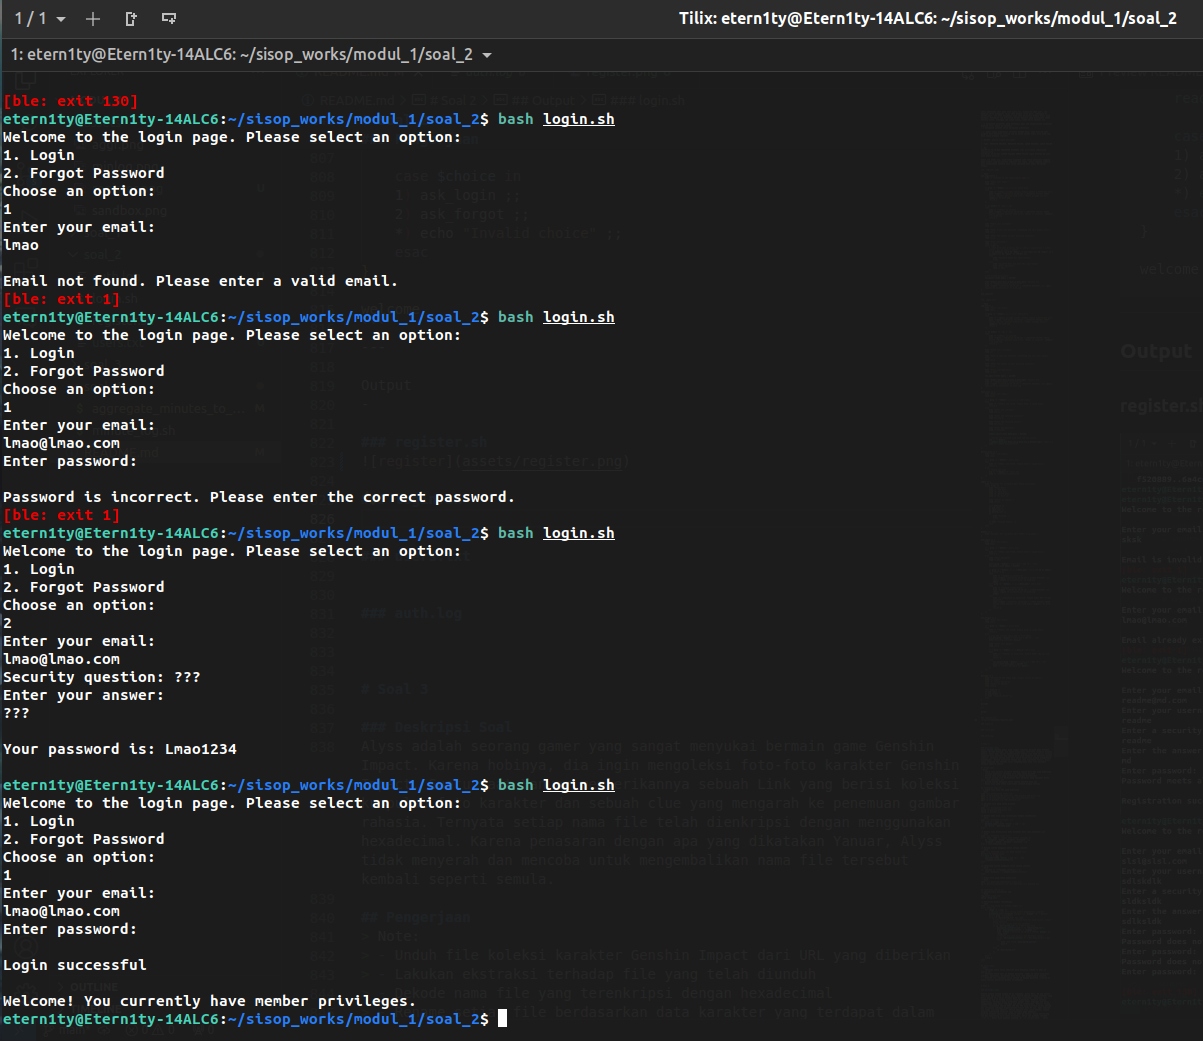 1 / 1
Tilix: etern1ty@Etern1ty-14ALC6: ~/sisop_works/modul_1/soal_2
1: etern1ty@Etern1ty-14ALC6: ~/sisop_works/modul_1/soal_2
[ble: exit 130]
etern1ty@Etern1ty-14ALC6:~/sisop_works/modul_1/soal_2$ bash login.sh
Welcome to the login page. Please select an option:
1. Login
2. Forgot Password
Choose an option:
1
Enter your email:
lmao
Email not found. Please enter a valid email.
[ble: exit 1]
etern1ty@Etern1ty-14ALC6:~/sisop_works/modul_1/soal_2$ bash login.sh
Welcome to the login page. Please select an option:
1. Login
2. Forgot Password
Choose an option:
1
Enter your email:
lmao@lmao.com
Enter password:
Password is incorrect. Please enter the correct password.
[ble: exit 1]
etern1ty@Etern1ty-14ALC6:~/sisop_works/modul_1/soal_2$ bash login.sh
Welcome to the login page. Please select an option:
1. Login
2. Forgot Password
Choose an option:
2
Enter your email:
lmao@lmao.com
Security question: ???
Enter your answer:
???
Your password is: Lmao1234
etern1ty@Etern1ty-14ALC6:~/sisop_works/modul_1/soal_2$ bash login.sh
Welcome to the login page. Please select an option:
1. Login
2. Forgot Password
Choose an option:
1
Enter your email:
lmao@lmao.com
Enter password:
Login successful
Welcome! You currently have member privileges.
etern1ty@Etern1ty-14ALC6:~/sisop_works/modul_1/soal_2$